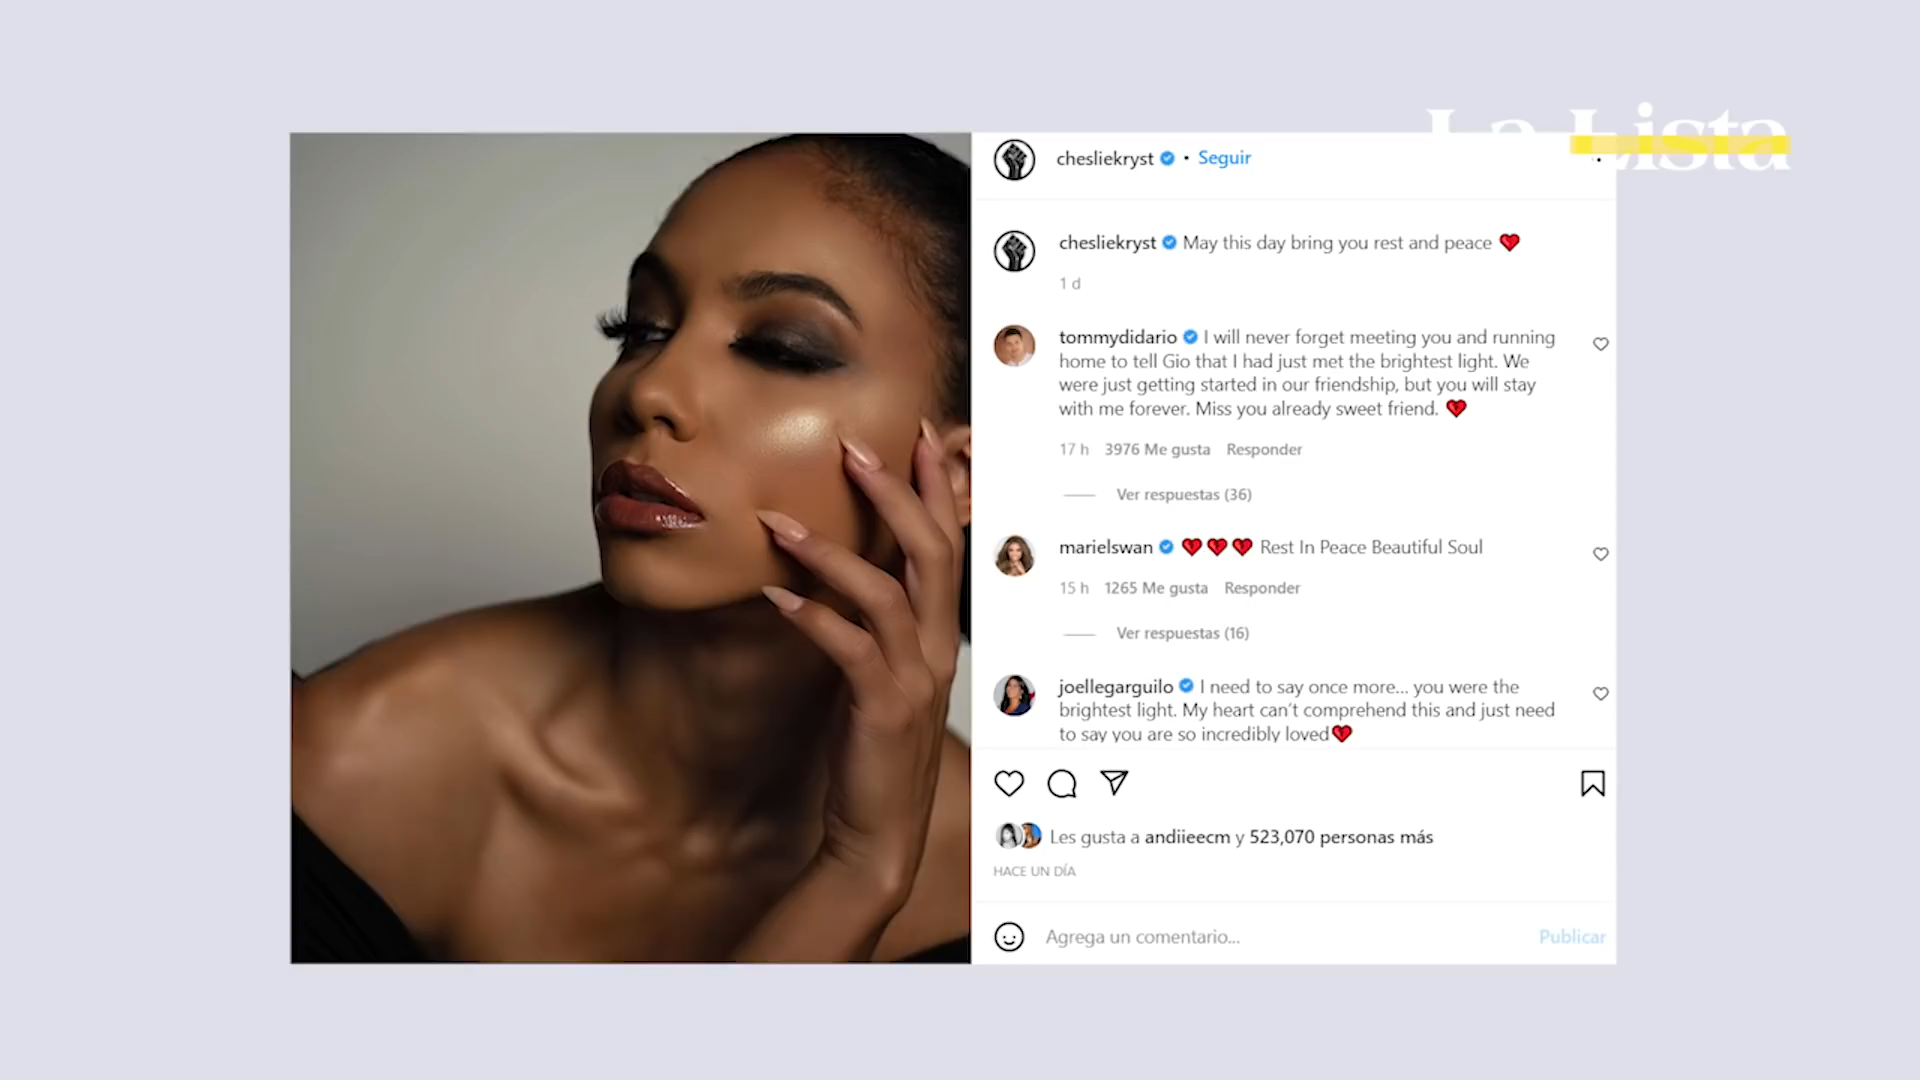 La Lista
chesliekryst • Seguir
chesliekryst May this day bring you rest and peace ❤️
1 d
tommydidario I will never forget meeting you and running
home to tell Gio that I had just met the brightest light. We
were just getting started in our friendship, but you will stay
with me forever. Miss you already sweet friend. 💔
17 h 3976 Me gusta Responder
Ver respuestas (36)
marielswan 💔💔💔 Rest In Peace Beautiful Soul
15 h 1265 Me gusta Responder
Ver respuestas (16)
joellegarguilo I need to say once more... you were the
brightest light. My heart can’t comprehend this and just need
to say you are so incredibly loved💔
Les gusta a andiieecm y 523,070 personas más
HACE UN DÍA
Agrega un comentario... Publicar